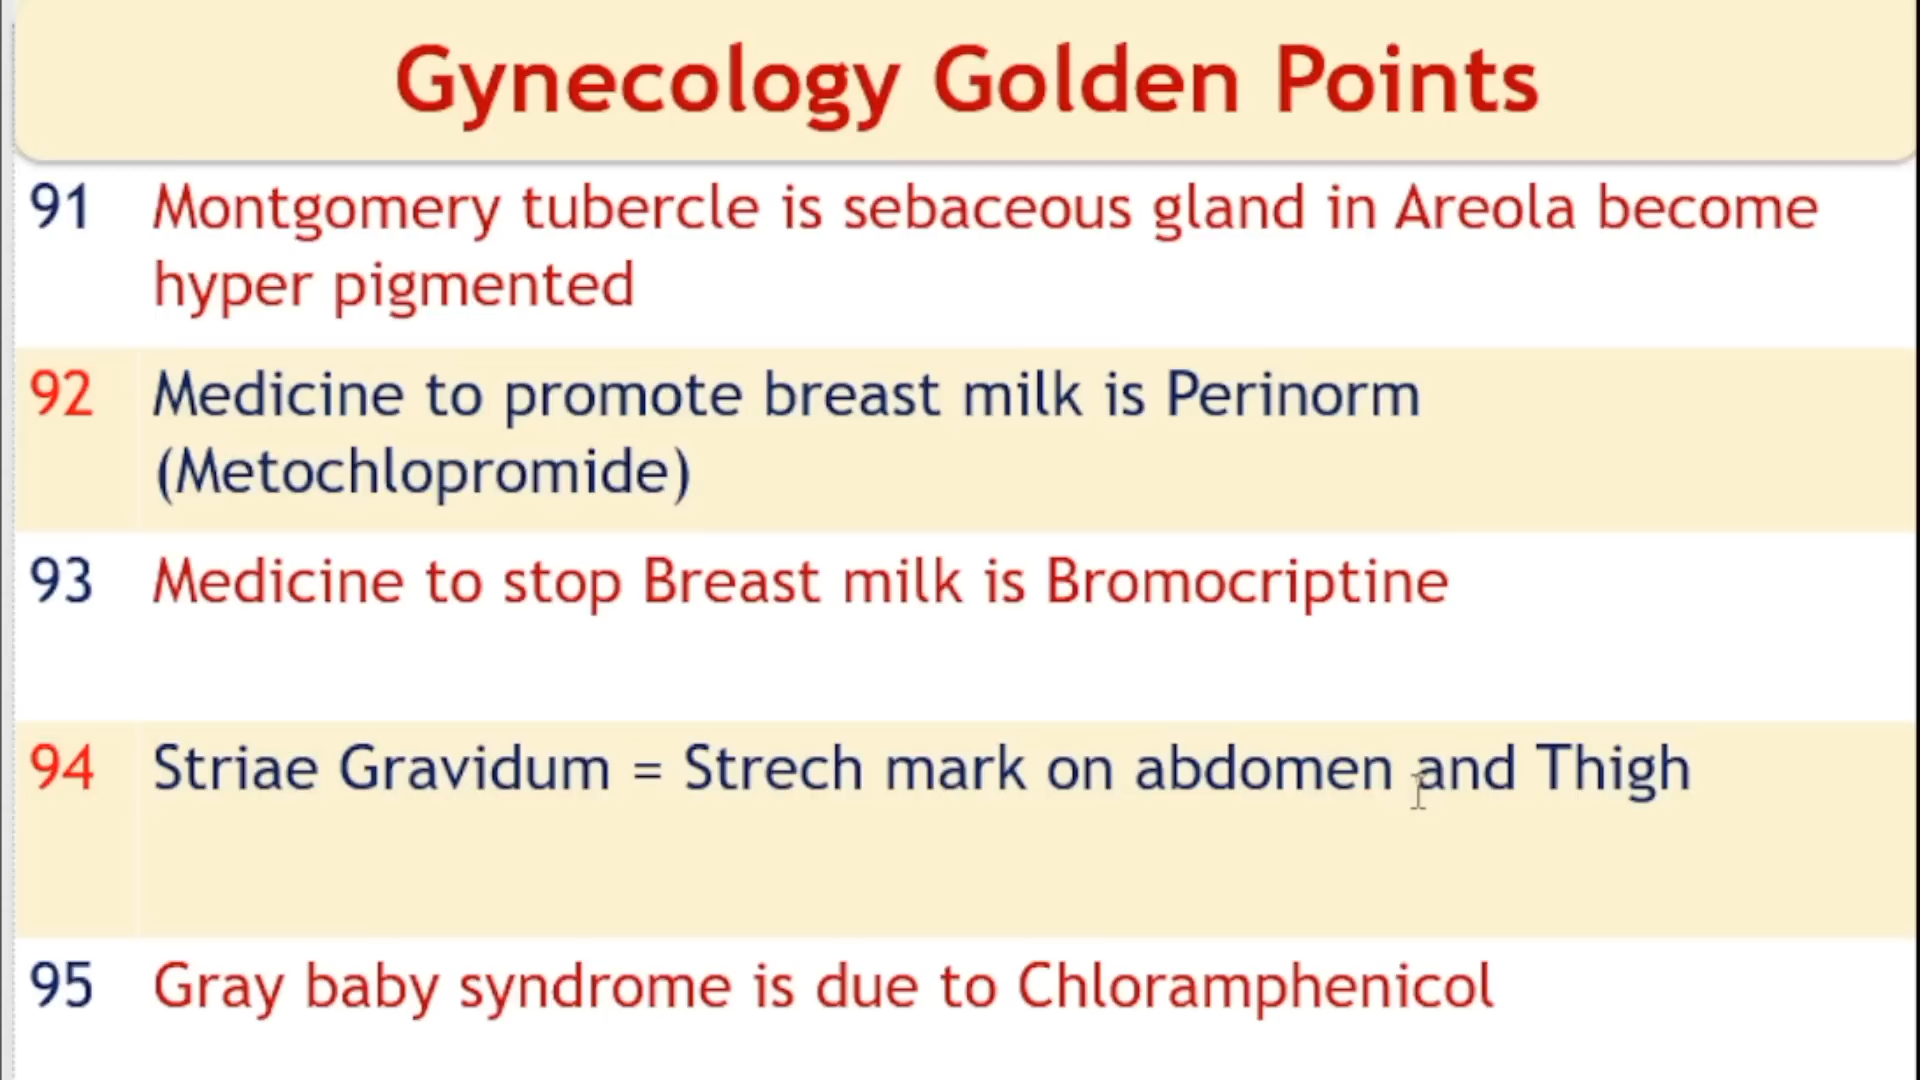 Gynecology Golden Points
91 Montgomery tubercle is sebaceous gland in Areola become
hyper pigmented
92 Medicine to promote breast milk is Perinorm
(Metochlopromide)
93 Medicine to stop Breast milk is Bromocriptine
94 Striae Gravidum = Strech mark on abdomen and Thigh
95 Gray baby syndrome is due to Chloramphenicol